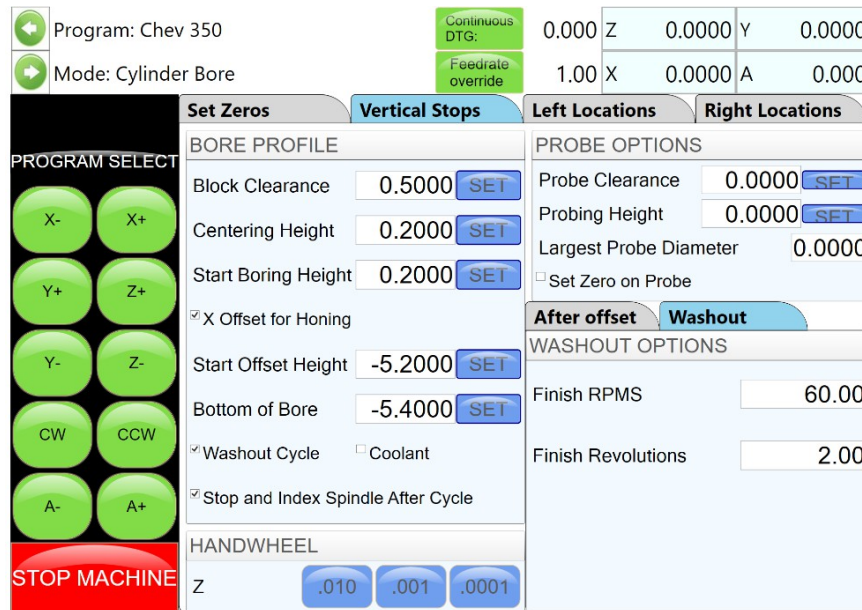 Program: Chev 350
Continuous DTG:
0.000 Z 0.0000 Y 0.0000
Mode: Cylinder Bore
Feedrate override
1.00 X 0.0000 A 0.000
Set Zeros Vertical Stops Left Locations Right Locations
PROGRAM SELECT
X- X+
Y+ Z+
Y- Z-
CW CCW
A- A+
STOP MACHINE
BORE PROFILE
Block Clearance 0.5000 SET
Centering Height 0.2000 SET
Start Boring Height 0.2000 SET
X Offset for Honing
Start Offset Height -5.2000 SET
Bottom of Bore -5.4000 SET
Washout Cycle Coolant
Stop and Index Spindle After Cycle
HANDWHEEL
Z .010 .001 .0001
PROBE OPTIONS
Probe Clearance 0.0000 SET
Probing Height 0.0000 SET
Largest Probe Diameter 0.0000
Set Zero on Probe
After offset Washout
WASHOUT OPTIONS
Finish RPMS 60.00
Finish Revolutions 2.00